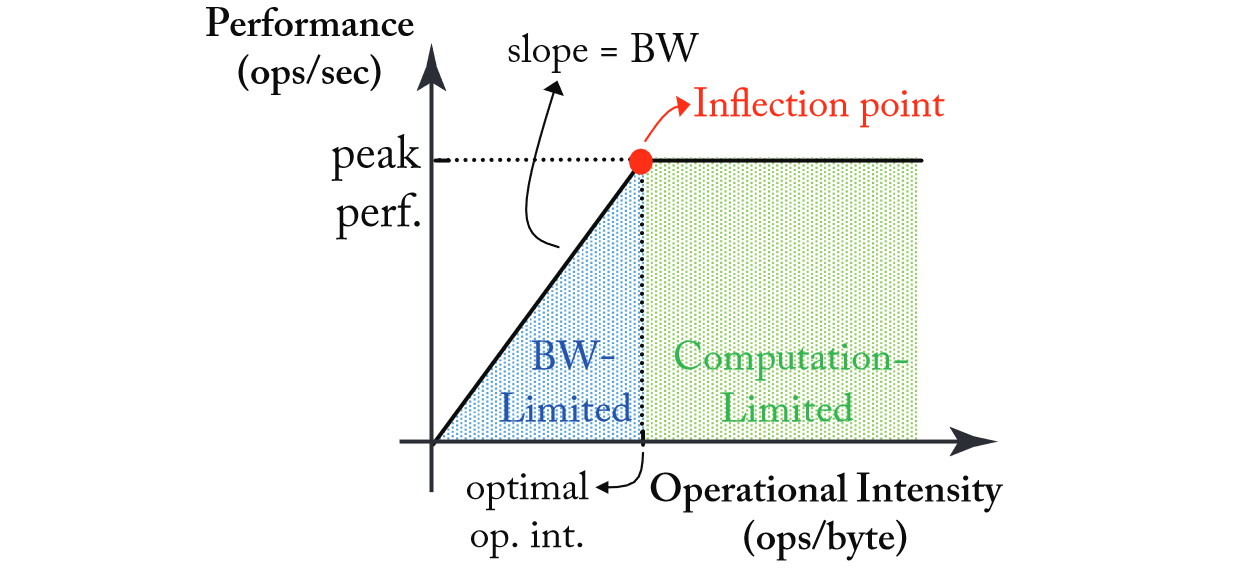 Performance
(ops/sec)
slope = BW
Inflection point
peak
perf.
BW-
Limited
Computation-
Limited
optimal
op. int.
Operational Intensity
(ops/byte)